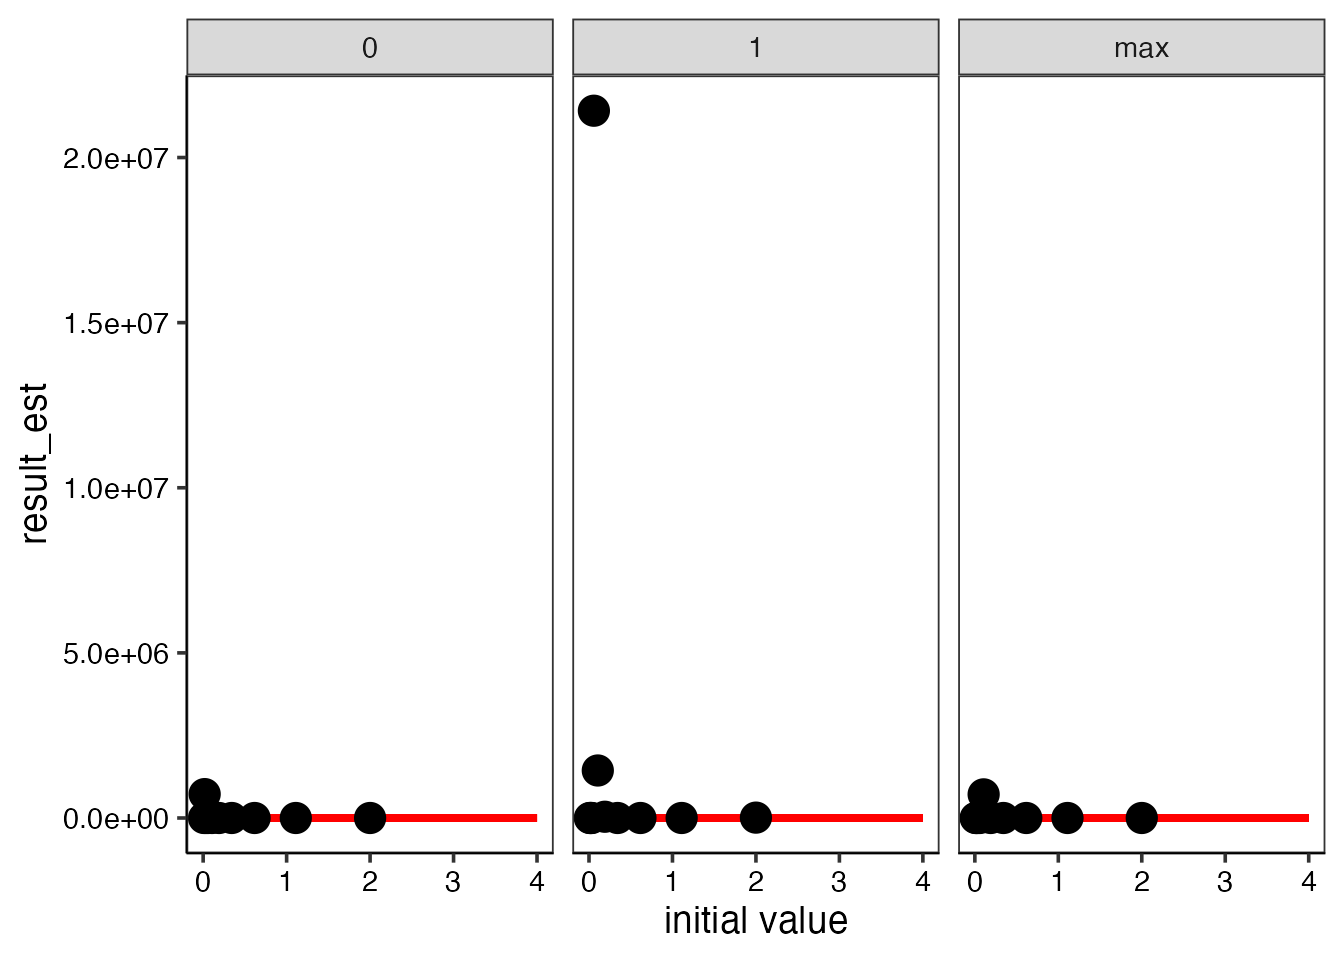 0 1 max
2.0e+07
1.5e+07
1.0e+07
5.0e+06
0.0e+00
result_est
0 1 2 3 4 0 1 2 3 4 0 1 2 3 4
initial value